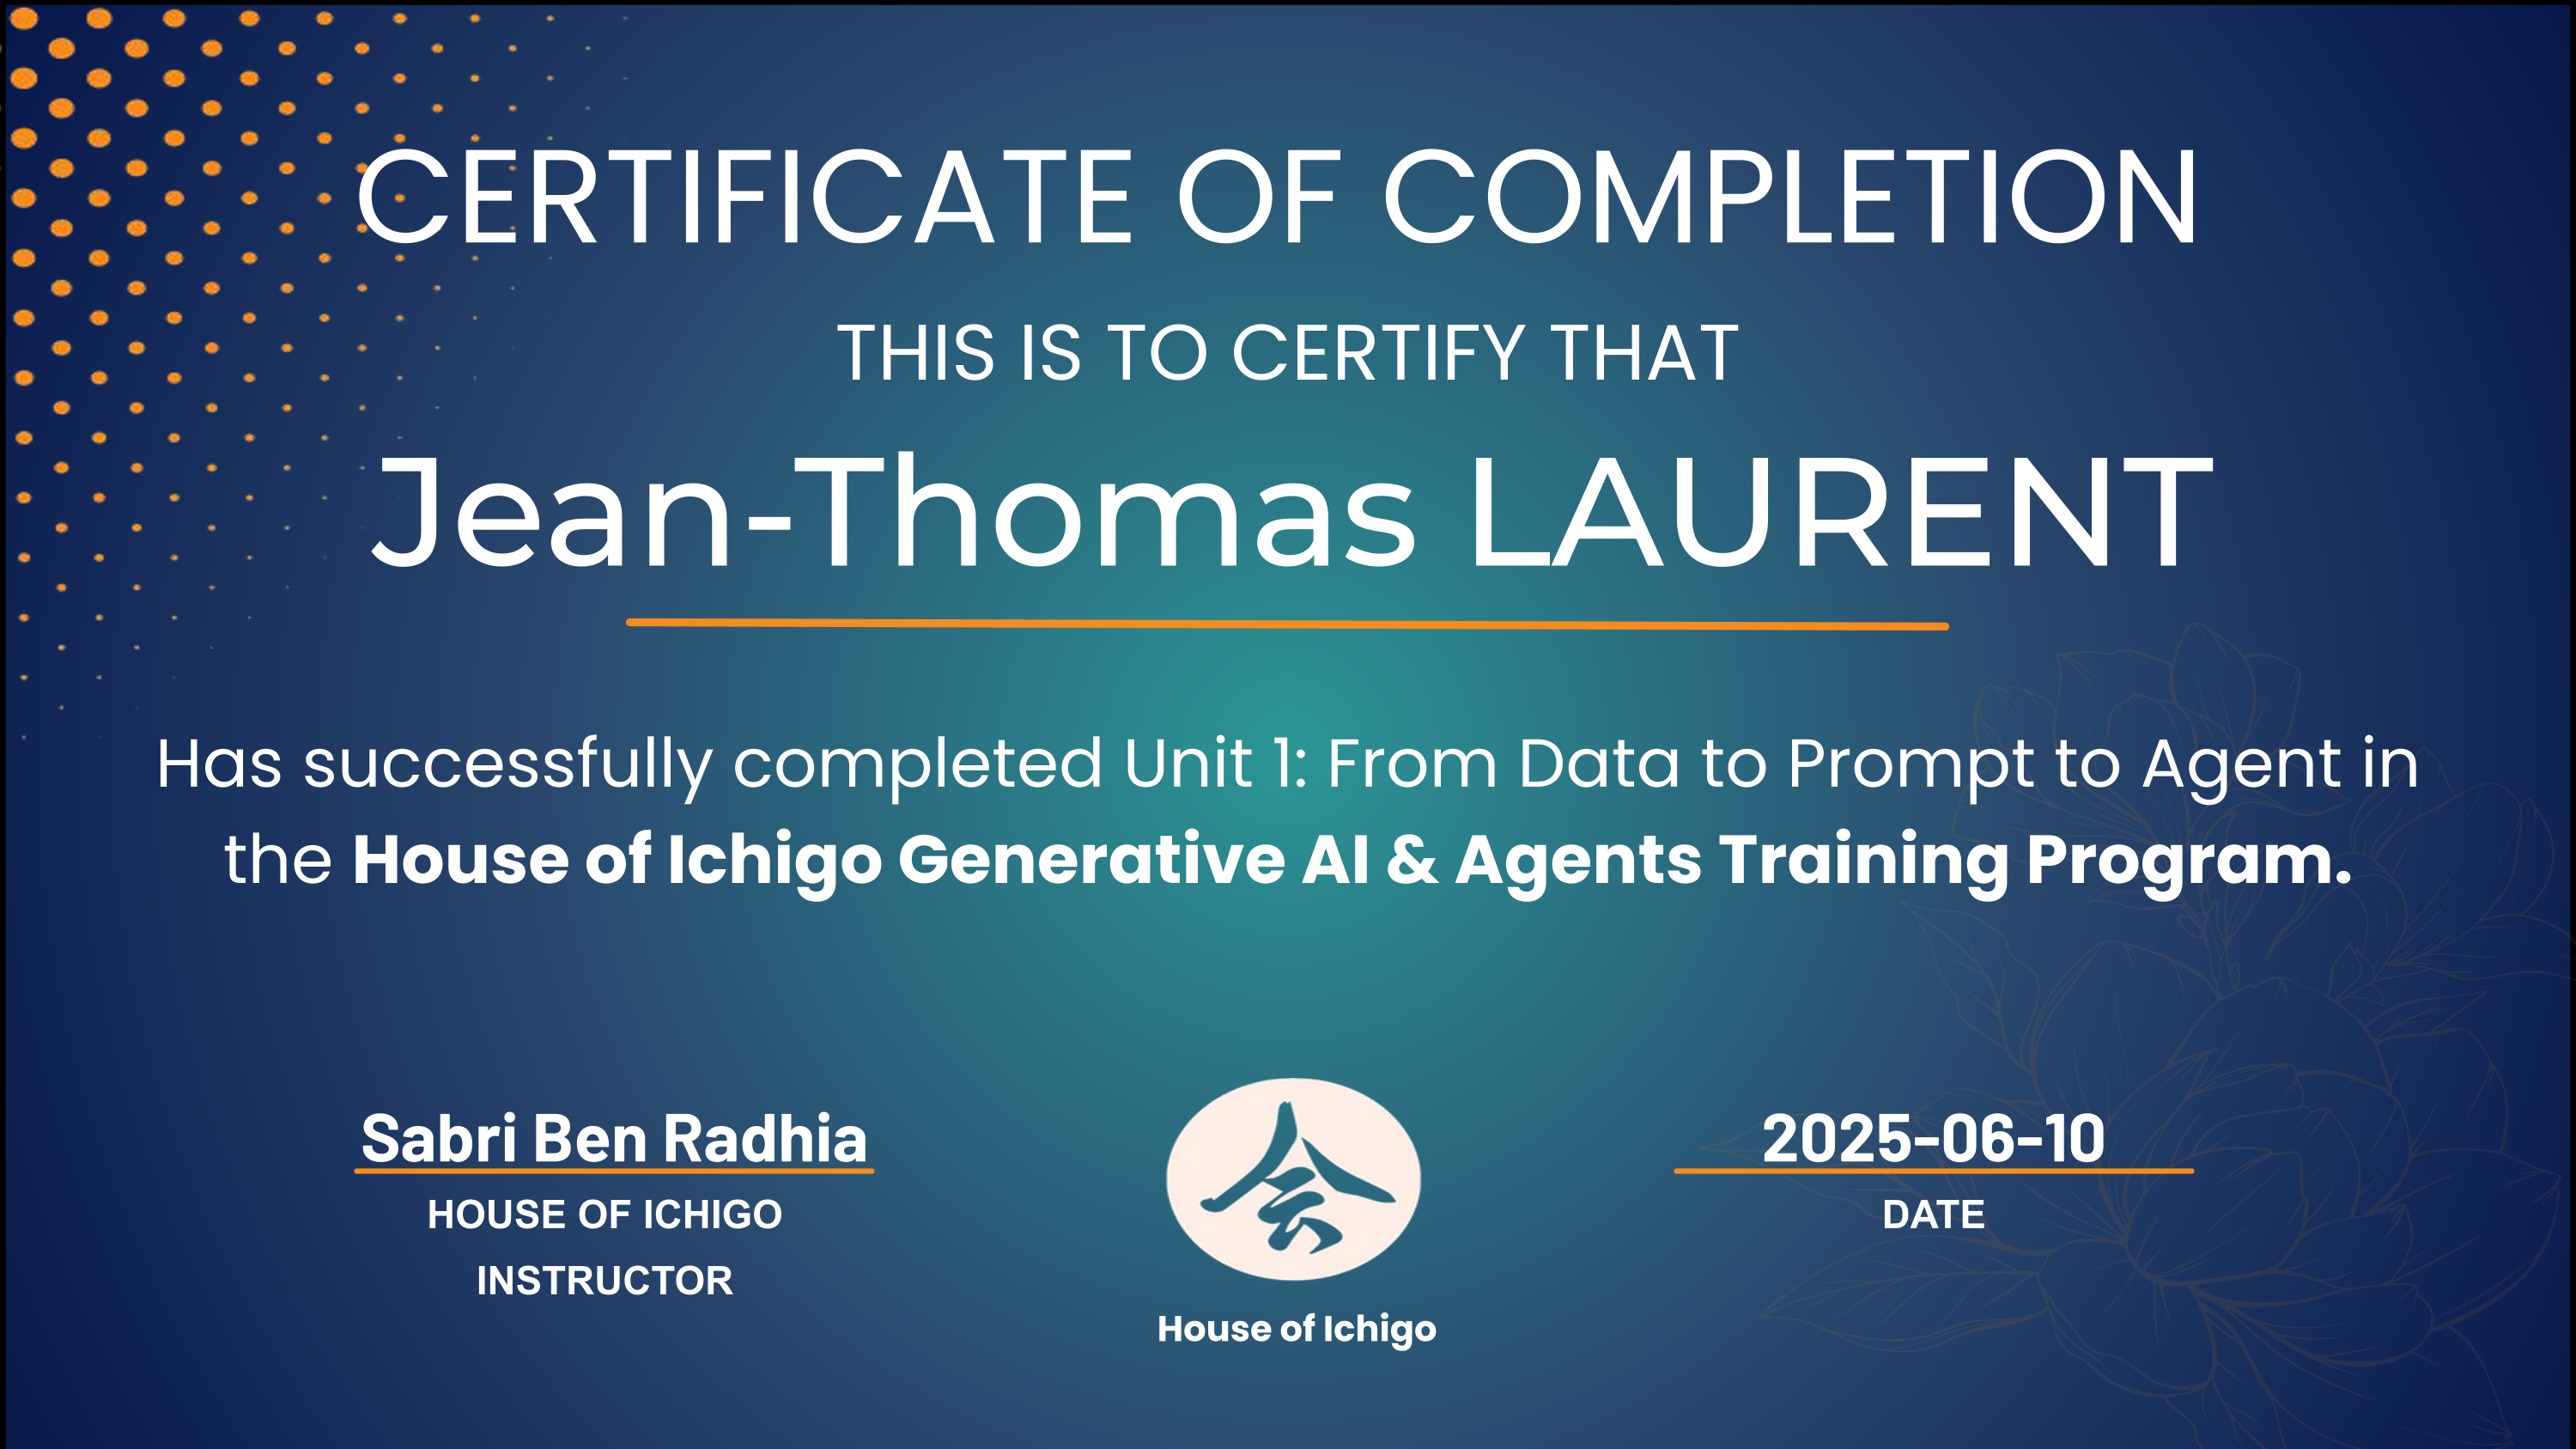 CERTIFICATE OF COMPLETION
THIS IS TO CERTIFY THAT
Jean-Thomas LAURENT
Has successfully completed Unit 1: From Data to Prompt to Agent in
the House of Ichigo Generative AI & Agents Training Program.
Sabri Ben Radhia
HOUSE OF ICHIGO
INSTRUCTOR
会
House of Ichigo
2025-06-10
DATE